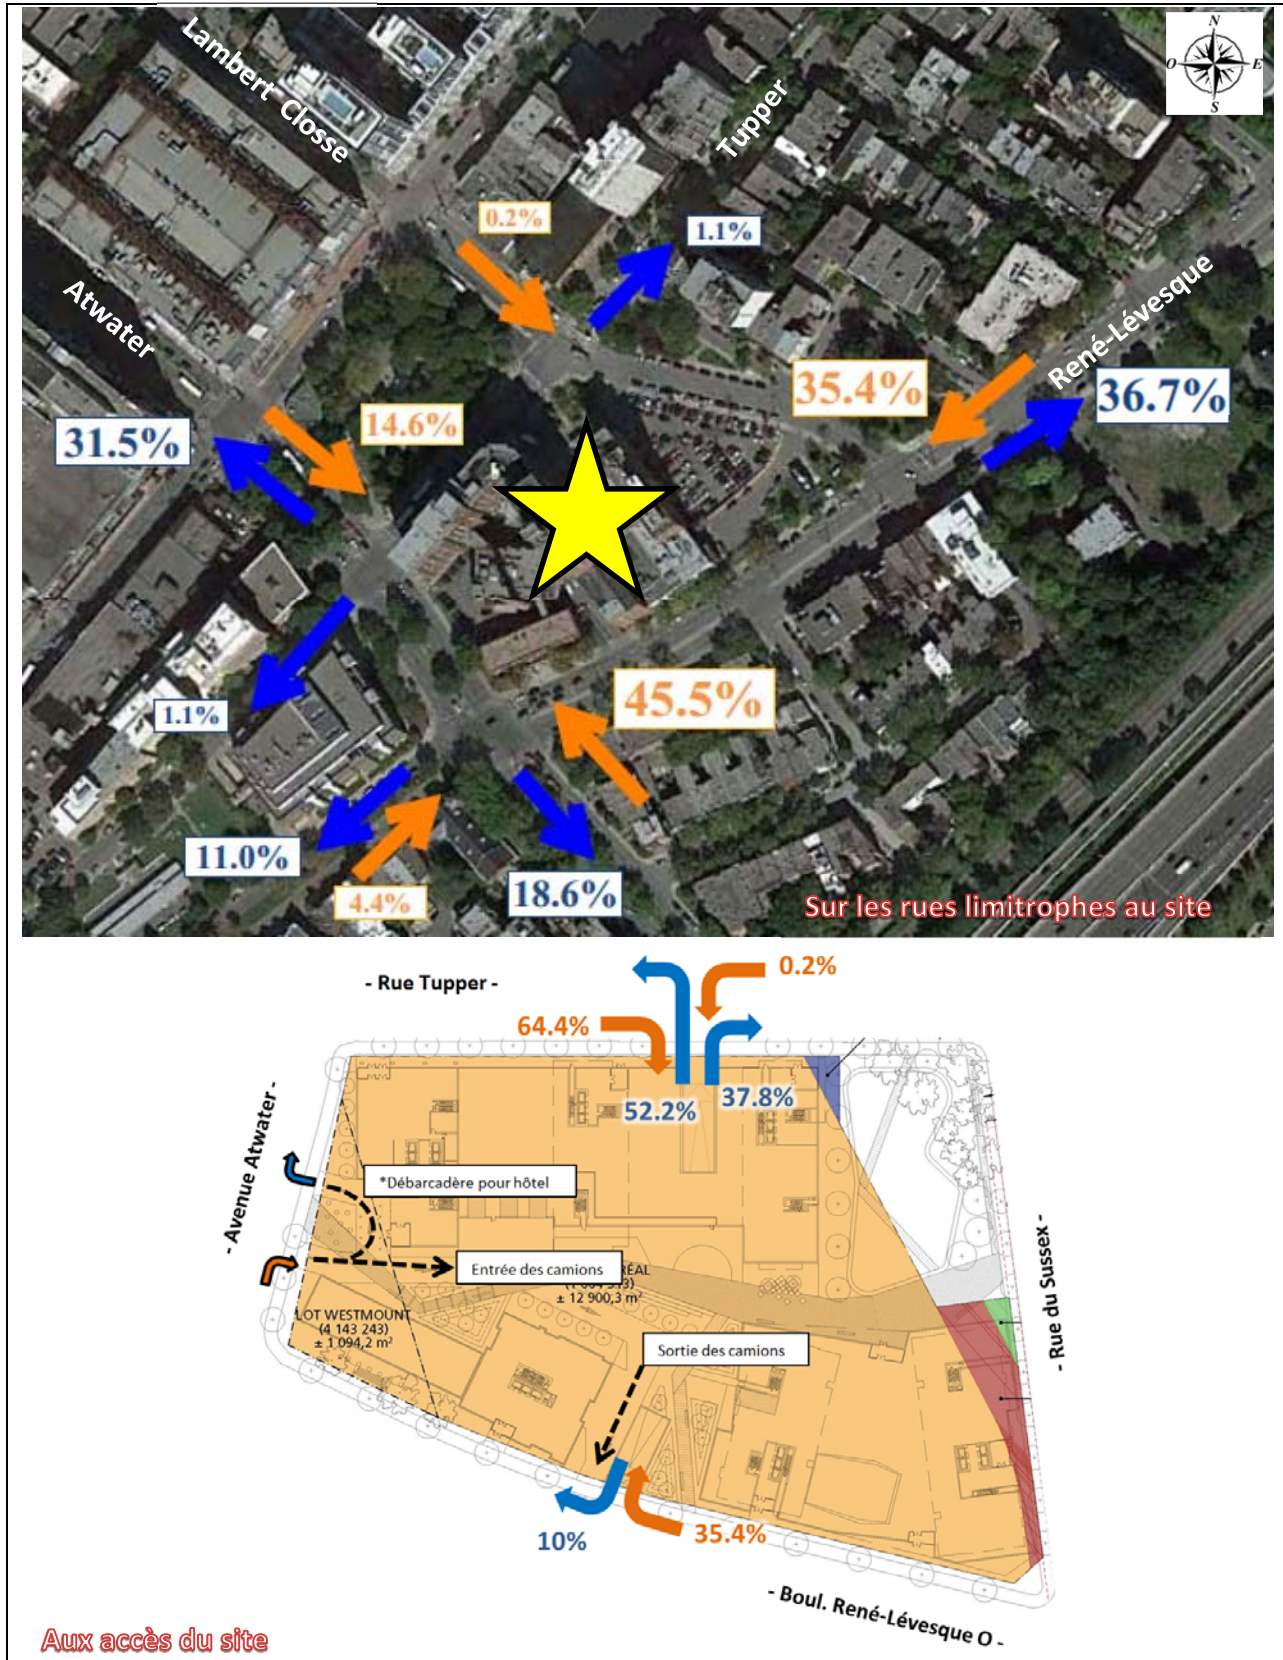 N
O
E
S
Lambert Closse
Tupper
0.2%
1.1%
Atwater
René-Lévesque
35.4%
36.7%
14.6%
31.5%
45.5%
1.1%
11.0%
18.6%
4.4%
Sur les rues limitrophes au site
- Rue Tupper -
0.2%
64.4%
52.2%
37.8%
- Avenue Atwater -
*Débarcadère pour hôtel
Entrée des camions
RÉAL
± 12 900,3 m²
LOT WESTMOUNT
(4 143 243)
± 1 094,2 m²
Sortie des camions
- Rue du Sussex -
10%
35.4%
- Boul. René-Lévesque O -
Aux accès du site